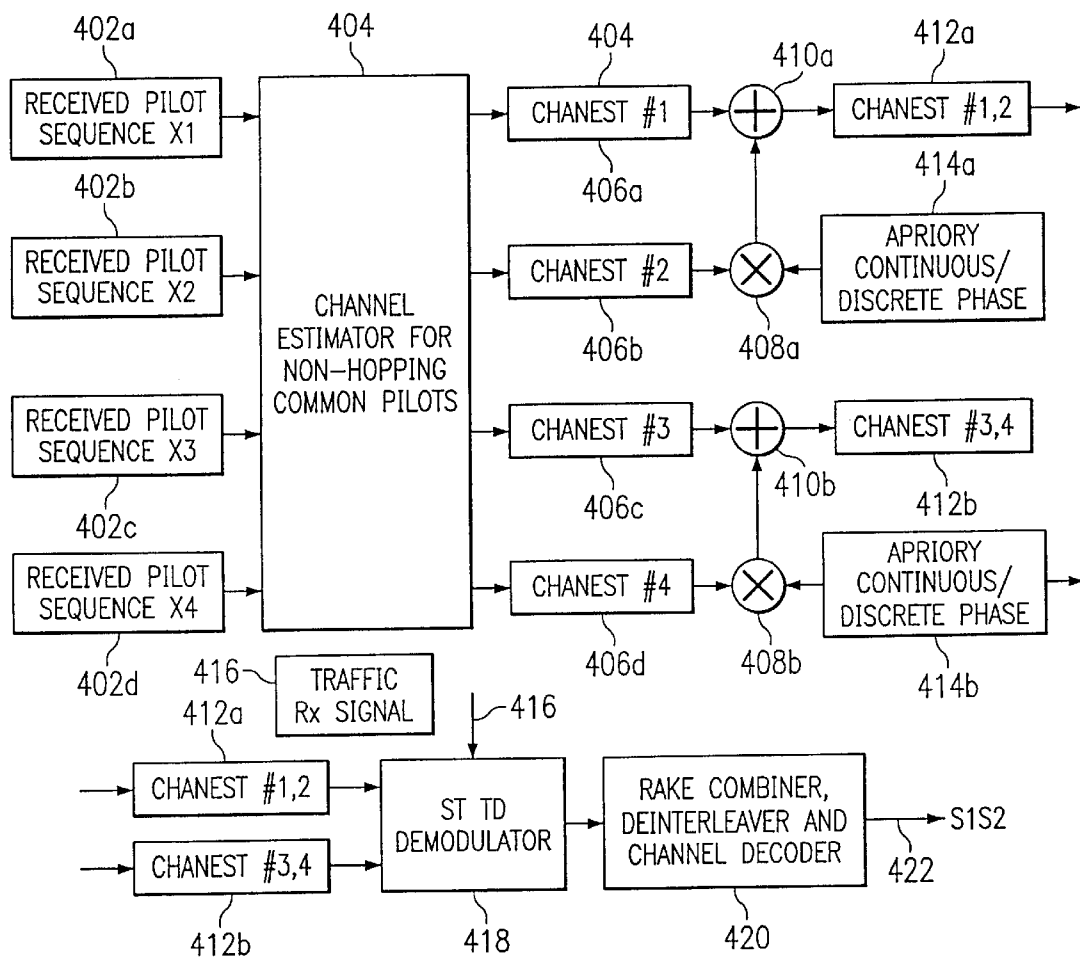 402a
404
404
410a
412a
RECEIVED PILOT
SEQUENCE X1
CHANEST #1
CHANEST #1,2
402b
406a
414a
RECEIVED PILOT
SEQUENCE X2
CHANNEL
ESTIMATOR FOR
NON-HOPPING
COMMON PILOTS
CHANEST #2
APRIORY
CONTINUOUS/
DISCRETE PHASE
406b
408a
RECEIVED PILOT
SEQUENCE X3
CHANEST #3
CHANEST #3,4
402c
406c
410b
412b
RECEIVED PILOT
SEQUENCE X4
CHANEST #4
APRIORY
CONTINUOUS/
DISCRETE PHASE
402d
406d
408b
414b
416
TRAFFIC
Rx SIGNAL
416
412a
CHANEST #1,2
ST TD
DEMODULATOR
RAKE COMBINER,
DEINTERLEAVER AND
CHANNEL DECODER
S1S2
422
CHANEST #3,4
412b
418
420